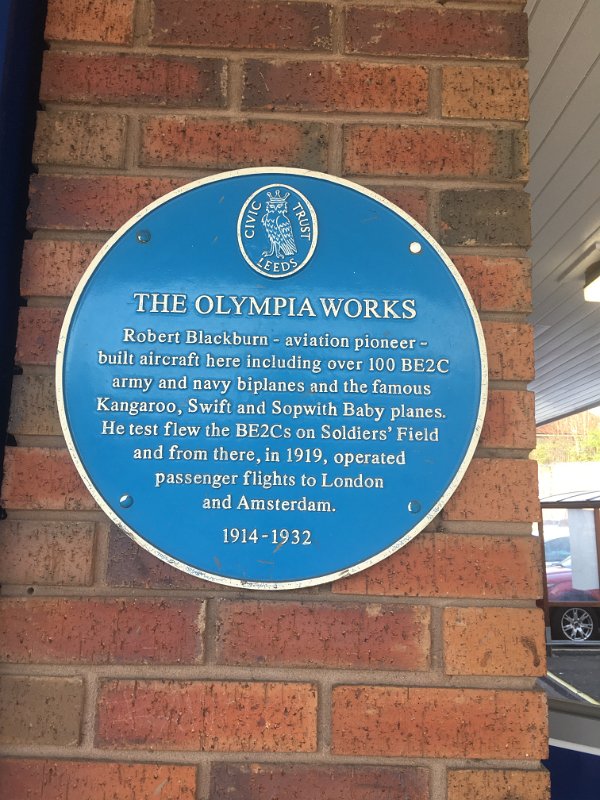 CIVIC TRUST
LEEDS
THE OLYMPIA WORKS
Robert Blackburn - aviation pioneer -
built aircraft here including over 100 BE2C
army and navy biplanes and the famous
Kangaroo, Swift and Sopwith Baby planes.
He test flew the BE2Cs on Soldiers' Field
and from there, in 1919, operated
passenger flights to London
and Amsterdam.
1914-1932